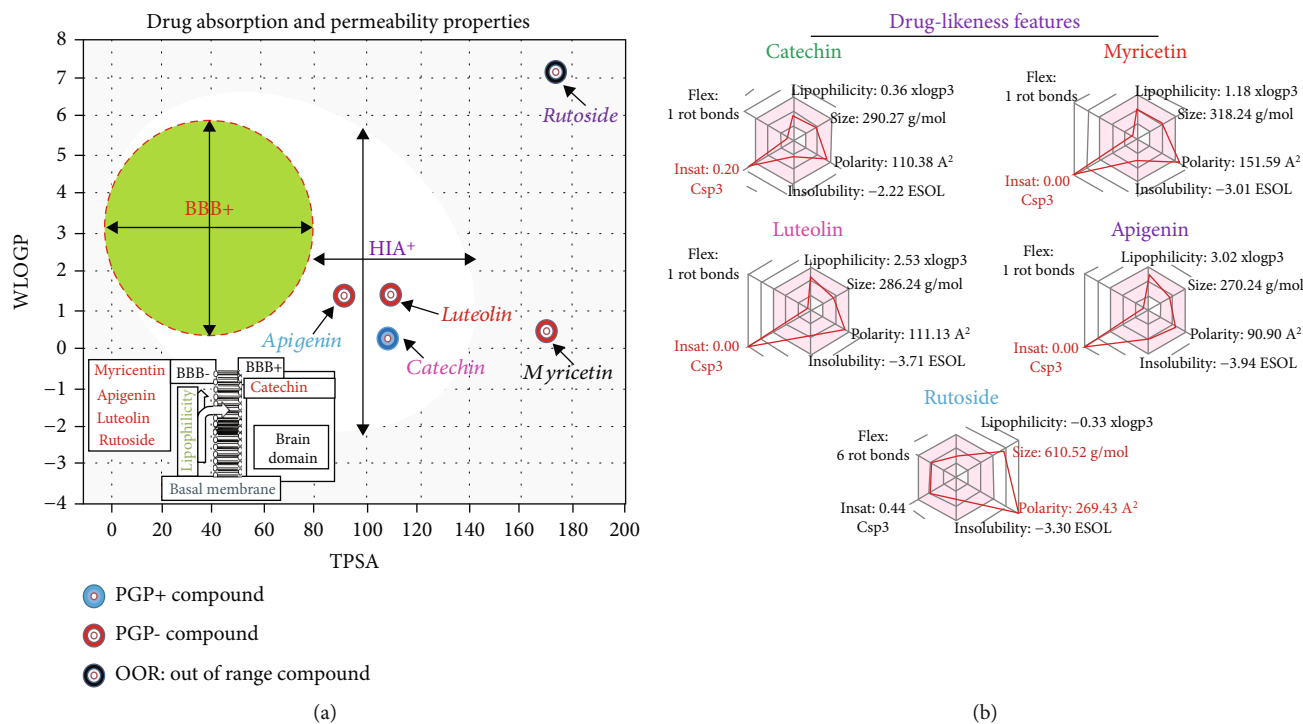 Drug absorption and permeability properties
8
7
6
5
4
3
2
1
0
−1
−2
−3
−4
WLOGP
0
20
40
60
80
100
120
140
160
180
200
TPSA
BBB+
HIA+
Rutoside
Apigenin
Luteolin
Catechin
Myricetin
Myricentin
Apigenin
Luteolin
Rutoside
BBB-
BBB+
Catechin
Lipophilicity
Brain
domain
Basal membrane
PGP+ compound
PGP- compound
OOR: out of range compound
(a)
Drug-likeness features
Catechin
Flex:
1 rot bonds
Lipophilicity: 0.36 xlogp3
Size: 290.27 g/mol
Polarity: 110.38 A²
Insolubility: −2.22 ESOL
Insat: 0.20
Csp3
Myricetin
Flex:
1 rot bonds
Lipophilicity: 1.18 xlogp3
Size: 318.24 g/mol
Polarity: 151.59 A²
Insolubility: −3.01 ESOL
Insat: 0.00
Csp3
Luteolin
Flex:
1 rot bonds
Lipophilicity: 2.53 xlogp3
Size: 286.24 g/mol
Polarity: 111.13 A²
Insolubility: −3.71 ESOL
Insat: 0.00
Csp3
Apigenin
Flex:
1 rot bonds
Lipophilicity: 3.02 xlogp3
Size: 270.24 g/mol
Polarity: 90.90 A²
Insolubility: −3.94 ESOL
Insat: 0.00
Csp3
Rutoside
Flex:
6 rot bonds
Lipophilicity: −0.33 xlogp3
Size: 610.52 g/mol
Polarity: 269.43 A²
Insolubility: −3.30 ESOL
Insat: 0.44
Csp3
(b)